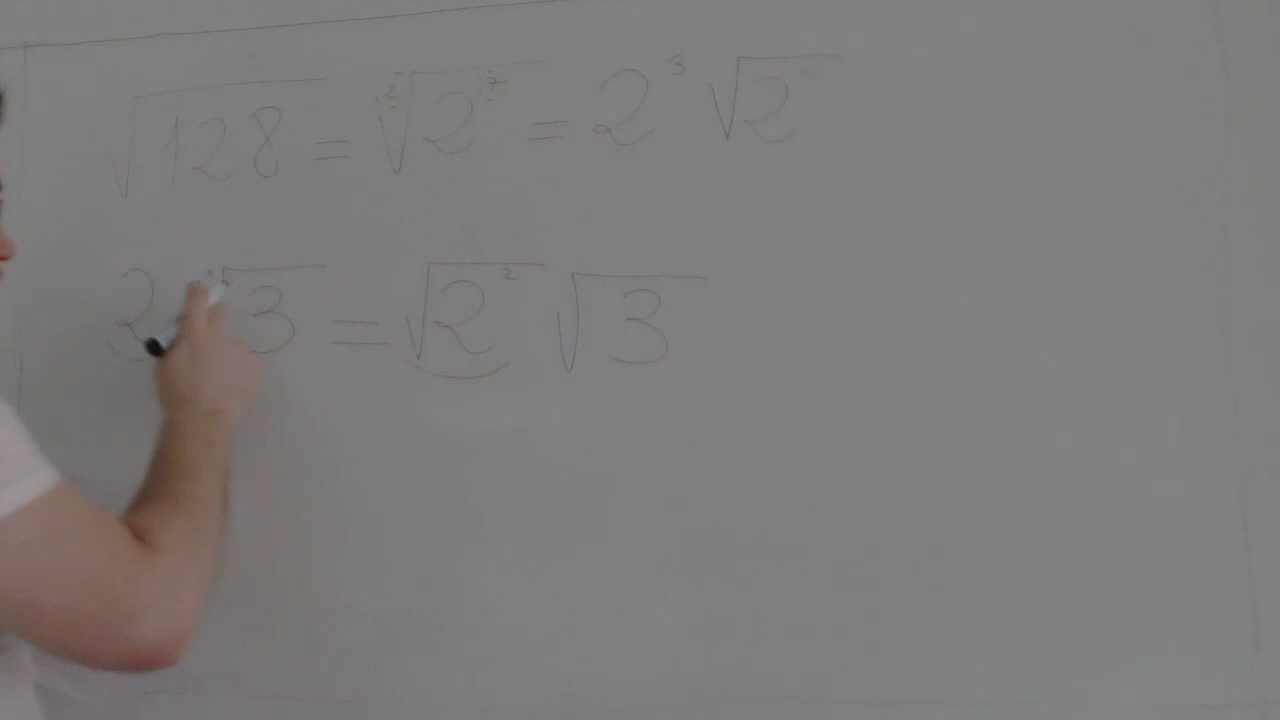 √128 = ²√2⁷ = 2³ √2
2 √3 = √2² √3